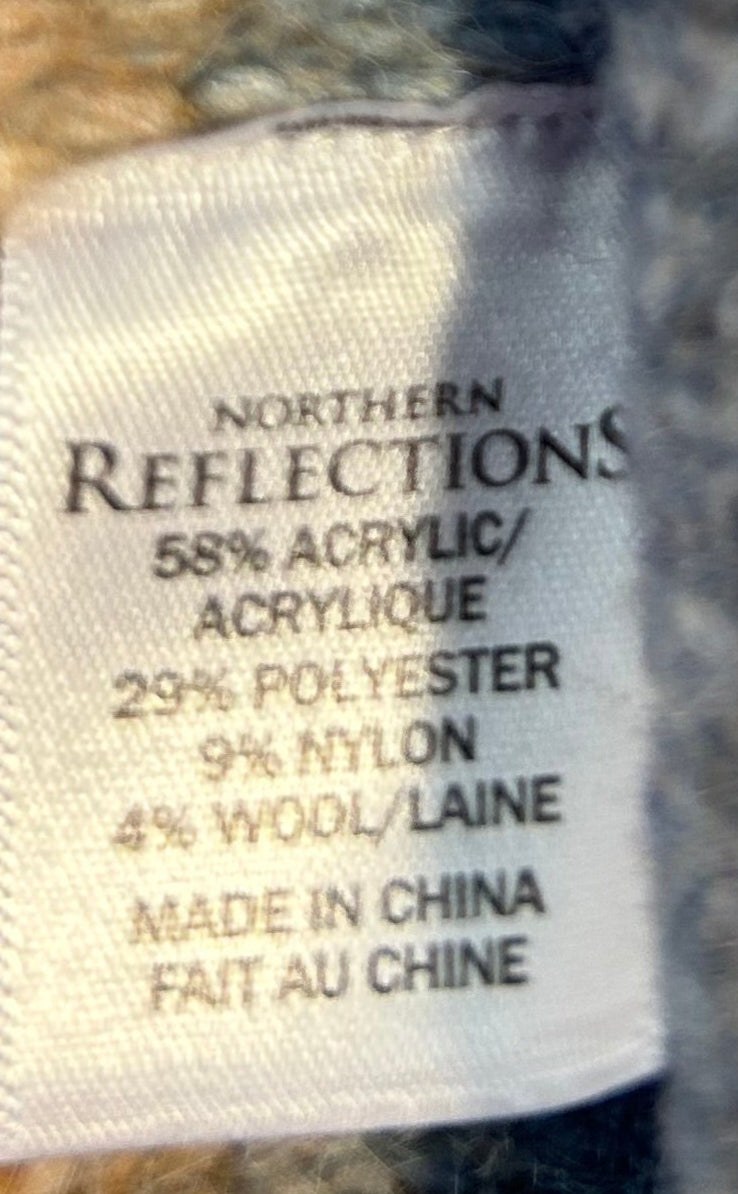 NORTHERN
REFLECTIONS
58% ACRYLIC/
ACRYLIQUE
29% POLYESTER
9% NYLON
4% WOOL/LAINE
MADE IN CHINA
FAIT AU CHINE